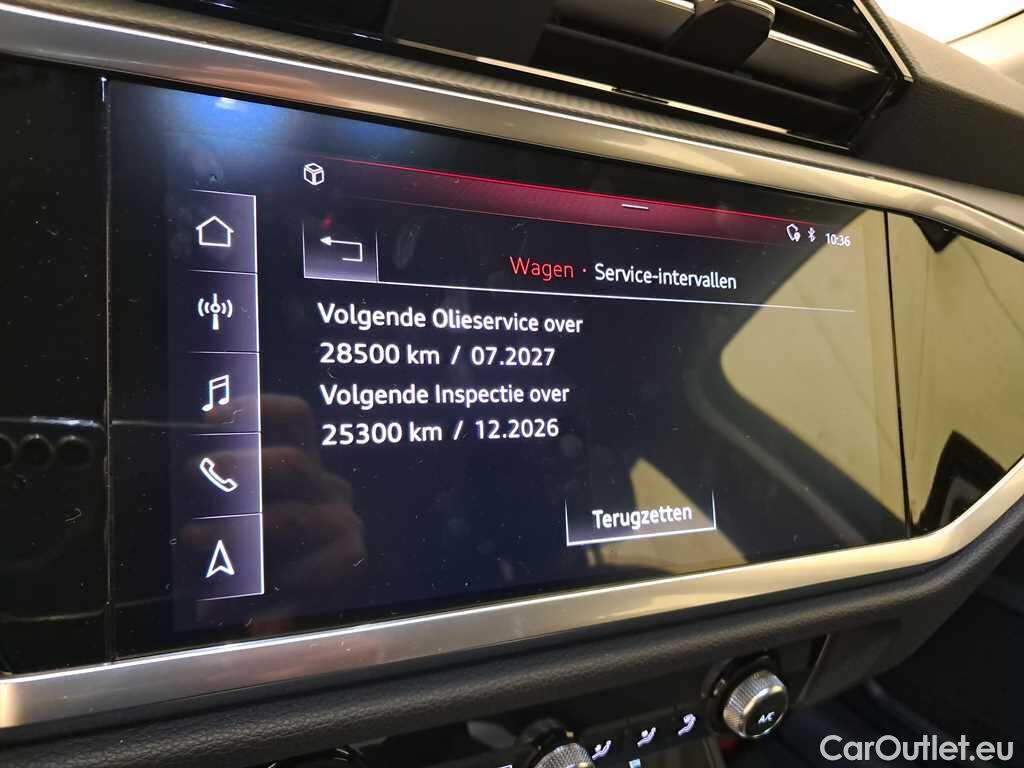 10:36
Wagen · Service-intervallen
Volgende Olieservice over
28500 km / 07.2027
Volgende Inspectie over
25300 km / 12.2026
Terugzetten
A/C
CarOutlet.eu